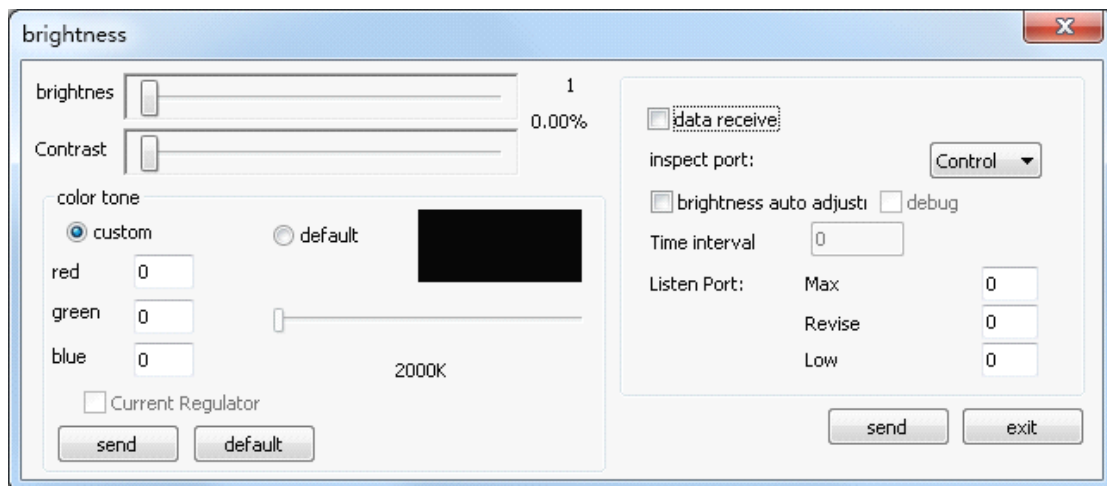 brightness
brightnes
1
0.00%
Contrast
color tone
custom
default
red
0
green
0
blue
0
2000K
Current Regulator
send
default
data receive
inspect port:
Control
brightness auto adjusti
debug
Time interval
0
Listen Port:
Max
0
Revise
0
Low
0
send
exit